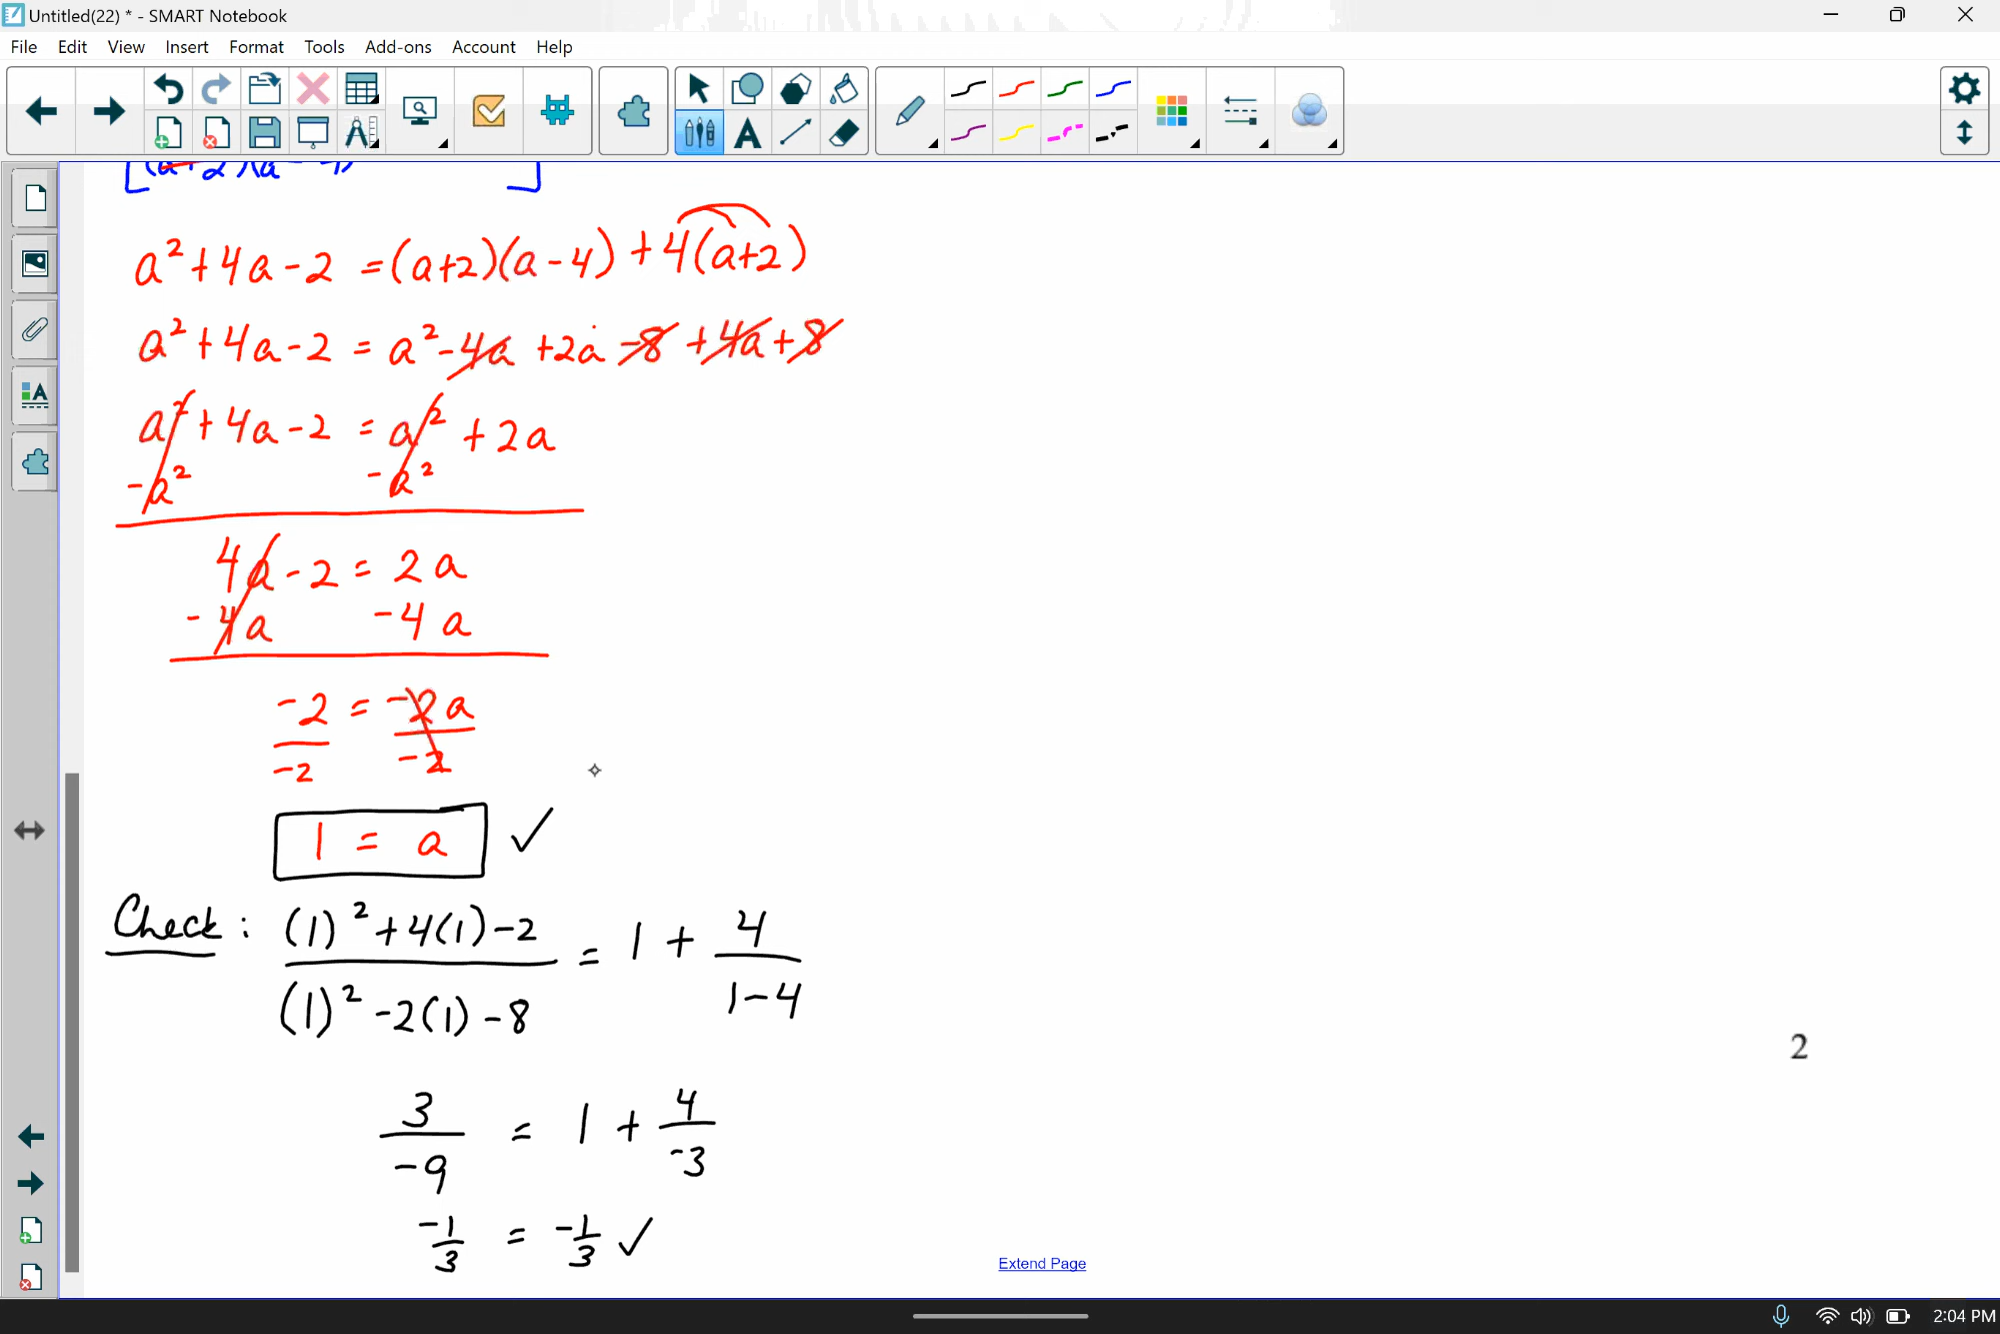 Untitled(22) * - SMART Notebook
File Edit View Insert Format Tools Add-ons Account Help
a² + 4a - 2 = (a+2)(a-4) + 4(a+2)
a² + 4a - 2 = a² - 4a + 2a - 8 + 4a + 8
a² + 4a - 2 = a² + 2a
-a² -a²
4a - 2 = 2a
-4a -4a
-2 = -2a
-2 -2
1 = a ✓
Check : (1)² + 4(1) - 2 = 1 + 4
(1)² - 2(1) - 8 1 - 4
2
3 = 1 + 4
-9 -3
-1/3 = -1/3 ✓
Extend Page
2:04 PM